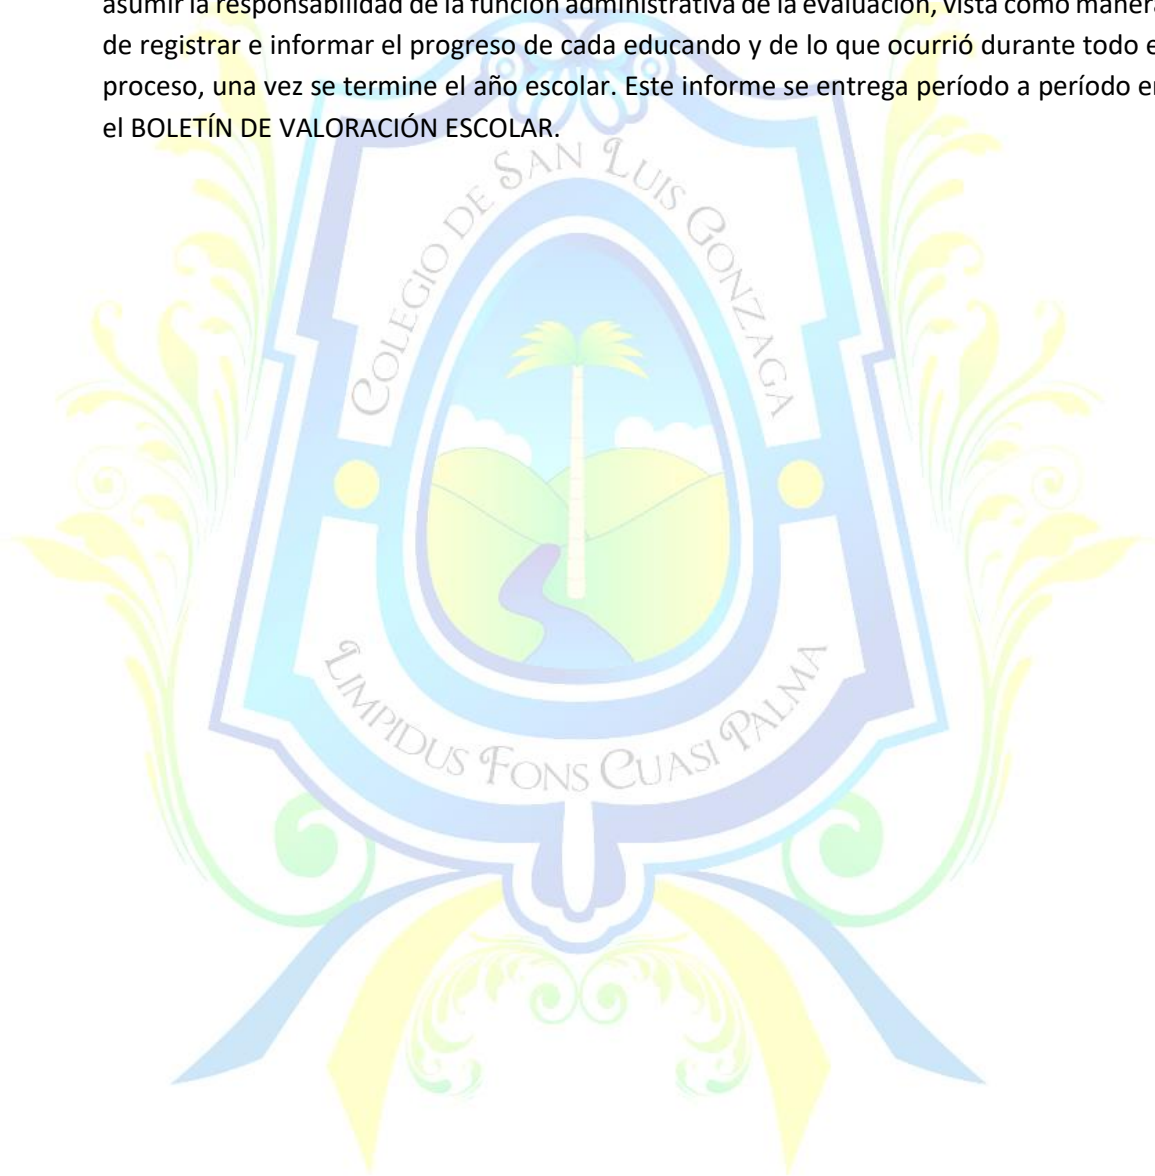 asumir la responsabilidad de la función administrativa de la evaluación, vista como manera
de registrar e informar el progreso de cada educando y de lo que ocurrió durante todo e
proceso, una vez se termine el año escolar. Este informe se entrega período a período en
el BOLETÍN DE VALORACIÓN ESCOLAR.
COLEGIO DE SAN LUIS GONZAGA
LIMPIDUS FONS CUASI PALMA